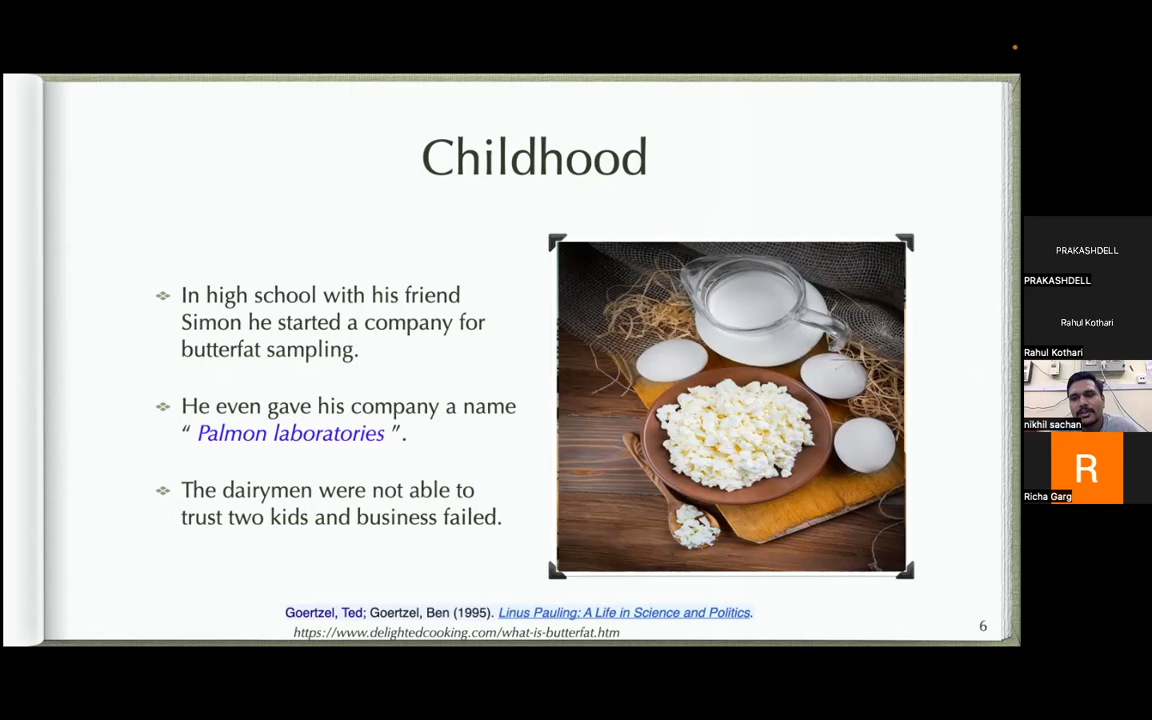 Childhood
In high school with his friend
Simon he started a company for
butterfat sampling.
He even gave his company a name
“ Palmon laboratories ”.
The dairymen were not able to
trust two kids and business failed.
Goertzel, Ted; Goertzel, Ben (1995). Linus Pauling: A Life in Science and Politics.
https://www.delightedcooking.com/what-is-butterfat.htm
6
PRAKASHDELL
PRAKASHDELL
Rahul Kothari
Rahul Kothari
nikhil sachan
R
Richa Garg